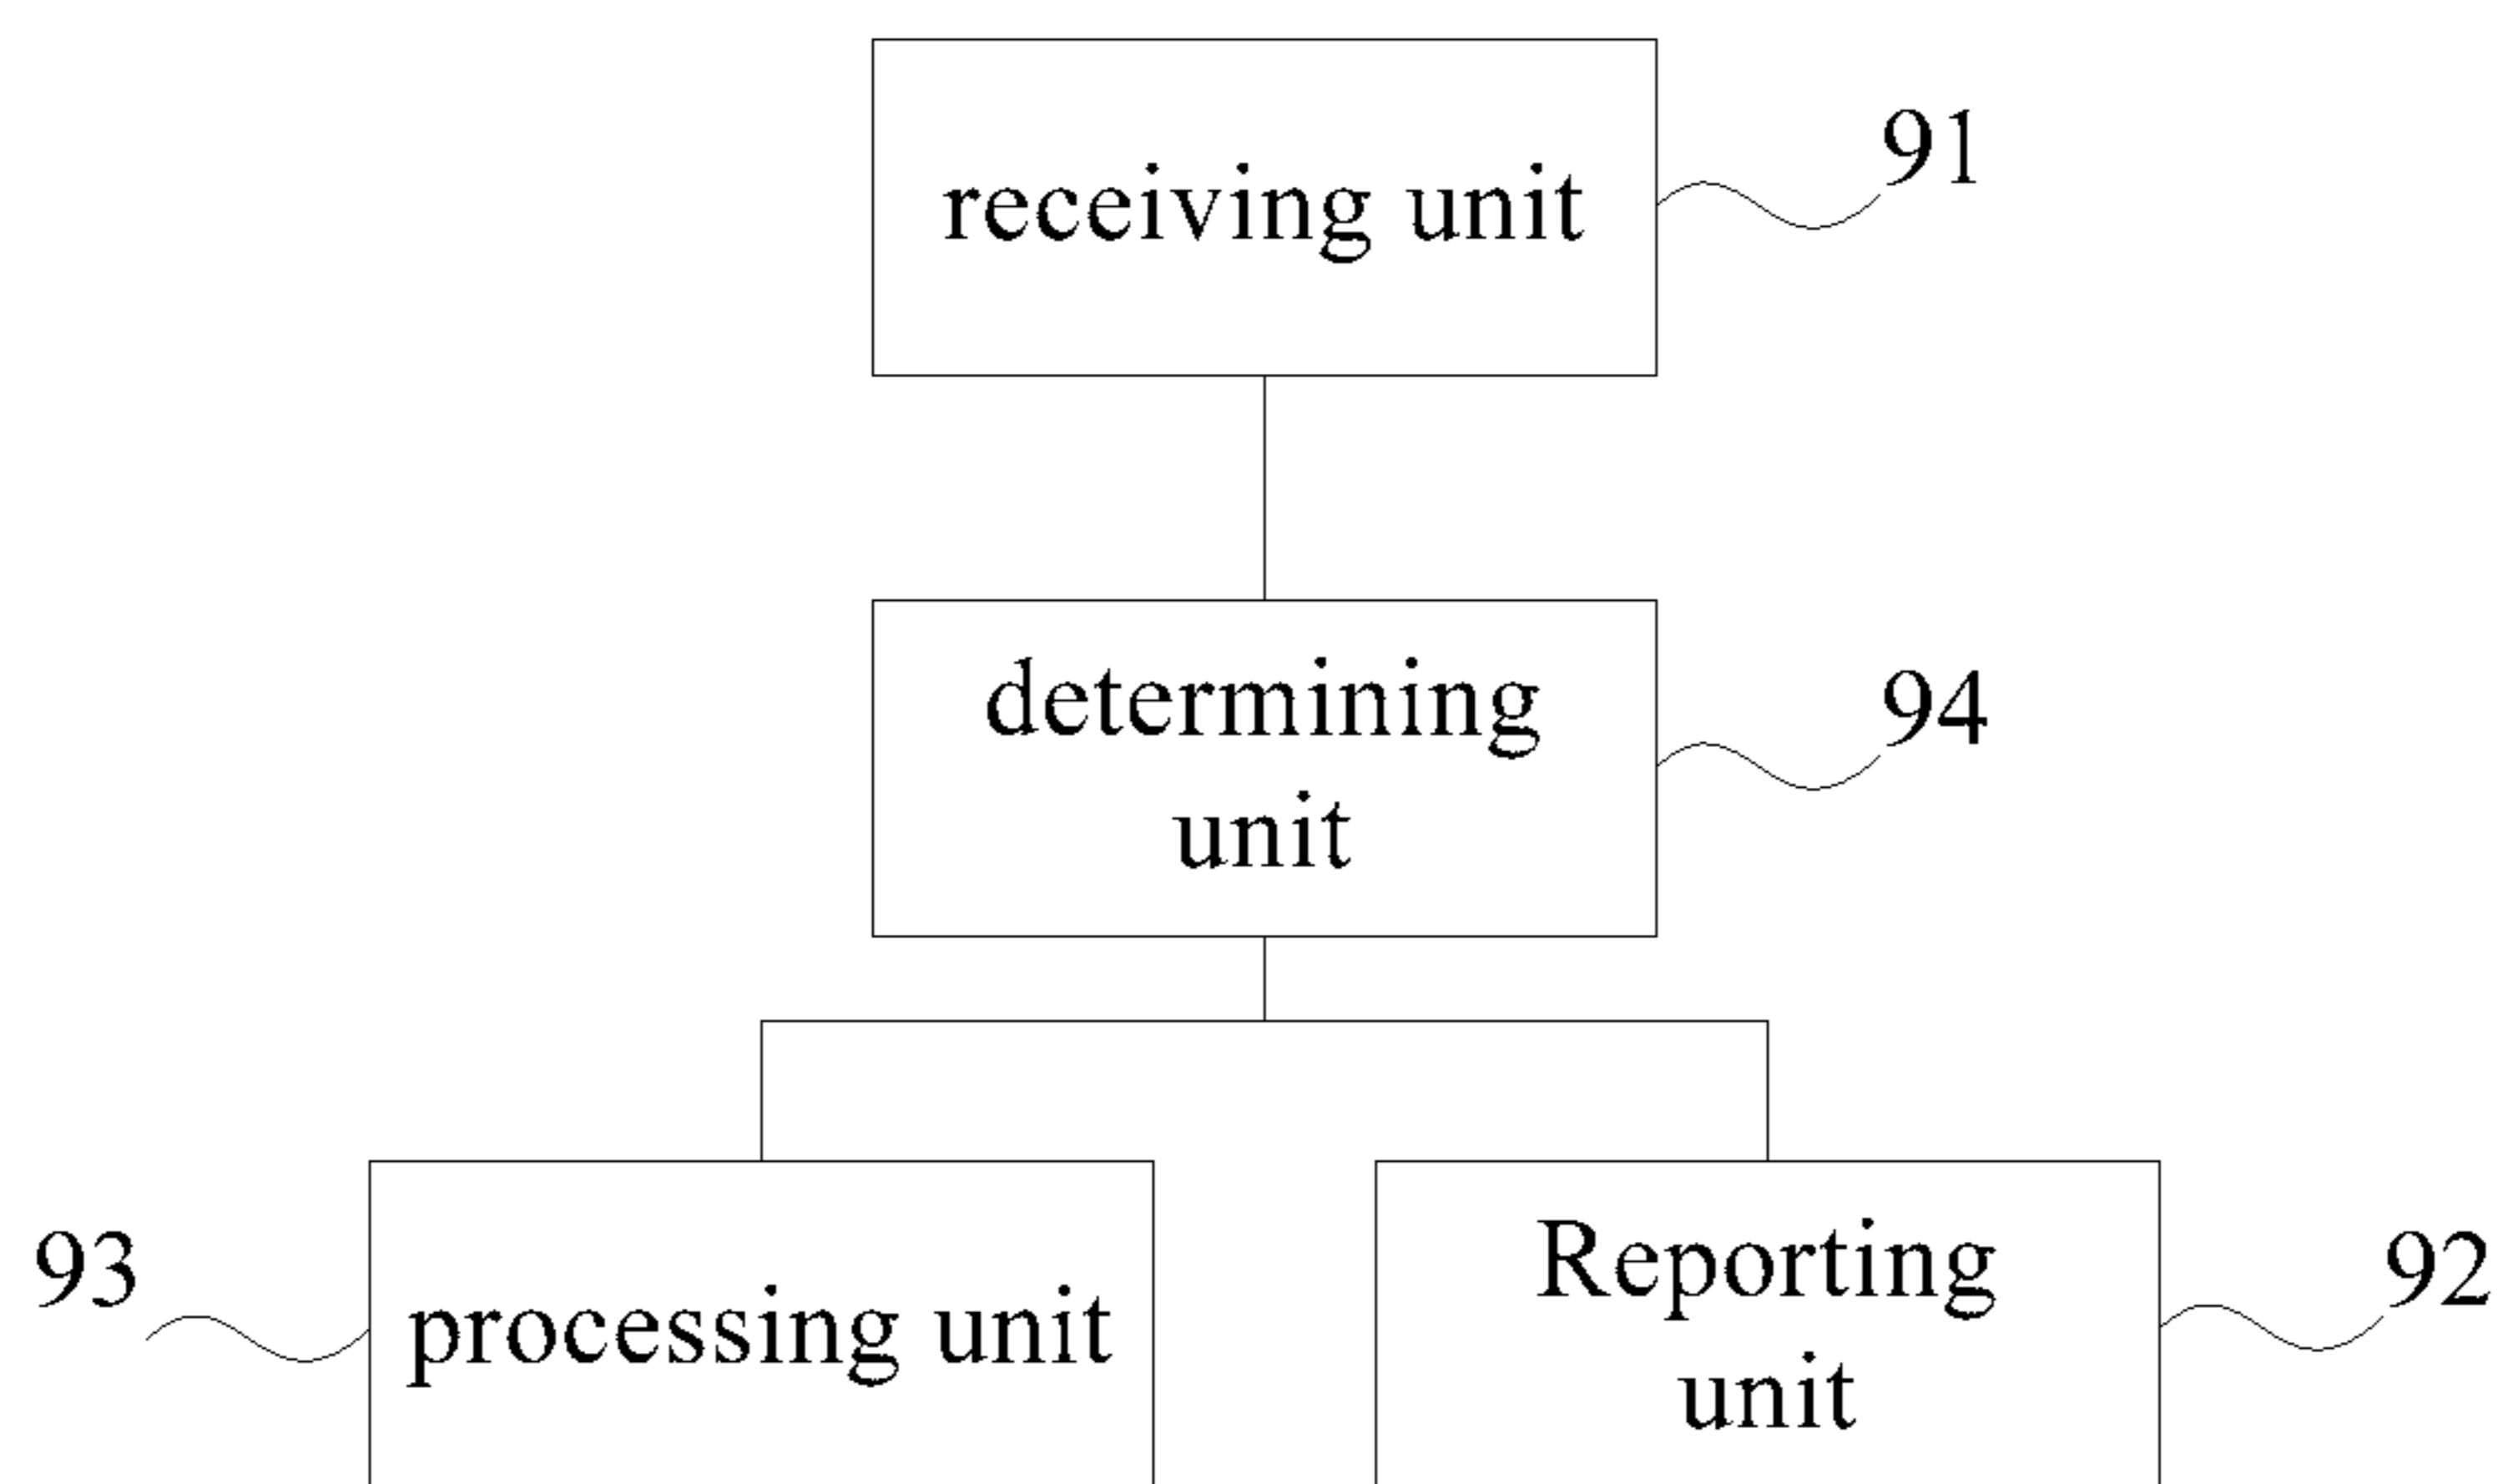 receiving unit
91
determining
unit
94
93
processing unit
Reporting
unit
92